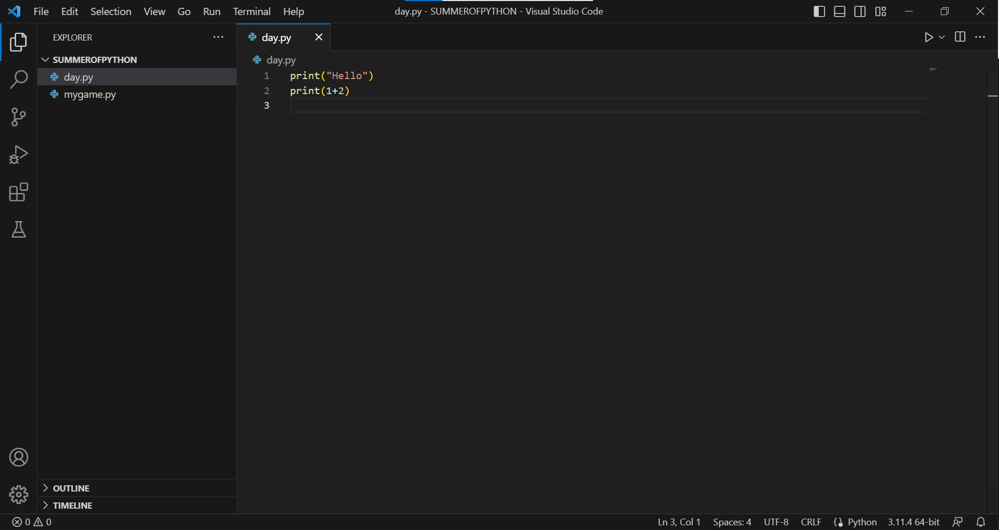 File Edit Selection View Go Run Terminal Help
day.py - SUMMEROFPYTHON - Visual Studio Code
EXPLORER
SUMMEROFPYTHON
day.py
mygame.py
OUTLINE
TIMELINE
day.py
day.py
1 print("Hello")
2 print(1+2)
3
0 0
Ln 3, Col 1 Spaces: 4 UTF-8 CRLF Python 3.11.4 64-bit